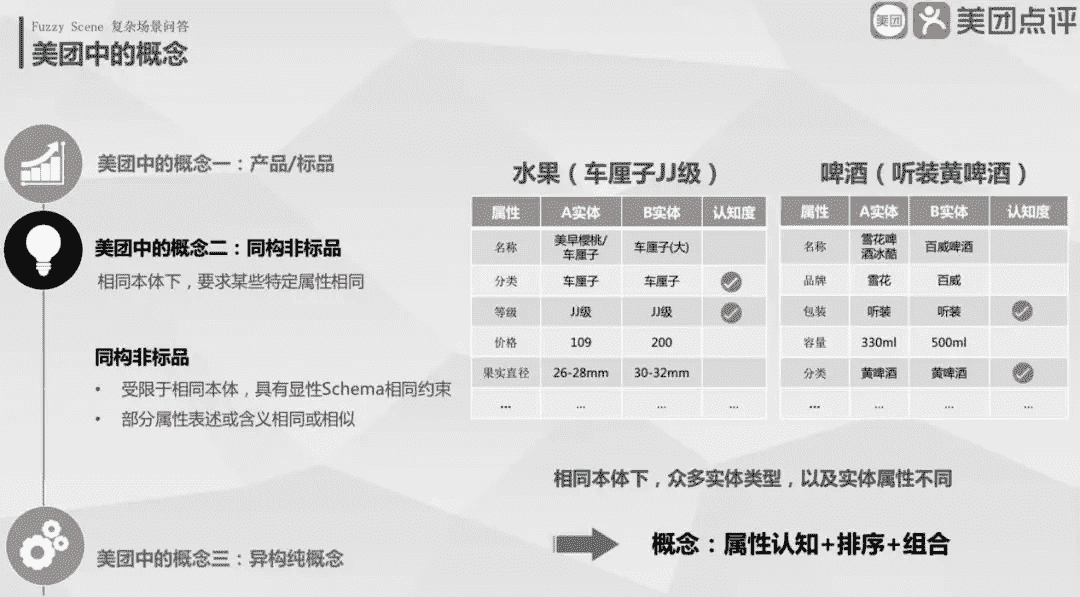 Fuzzy Scene 复杂场景问答
美团中的概念
美团
美团点评
美团中的概念一：产品/标品
美团中的概念二：同构非标品
相同本体下，要求某些特定属性相同
同构非标品
• 受限于相同本体，具有显性Schema相同约束
• 部分属性表述或含义相同或相似
美团中的概念三：异构纯概念
水果（车厘子JJ级）
属性 A实体 B实体 认知度
名称 美早樱桃/车厘子 车厘子(大)
分类 车厘子 车厘子
等级 JJ级 JJ级
价格 109 200
果实直径 26-28mm 30-32mm
... ... ... ...
啤酒（听装黄啤酒）
属性 A实体 B实体 认知度
名称 雪花啤酒冰酷 百威啤酒
品牌 雪花 百威
包装 听装 听装
容量 330ml 500ml
分类 黄啤酒 黄啤酒
... ... ... ...
相同本体下，众多实体类型，以及实体属性不同
概念：属性认知+排序+组合